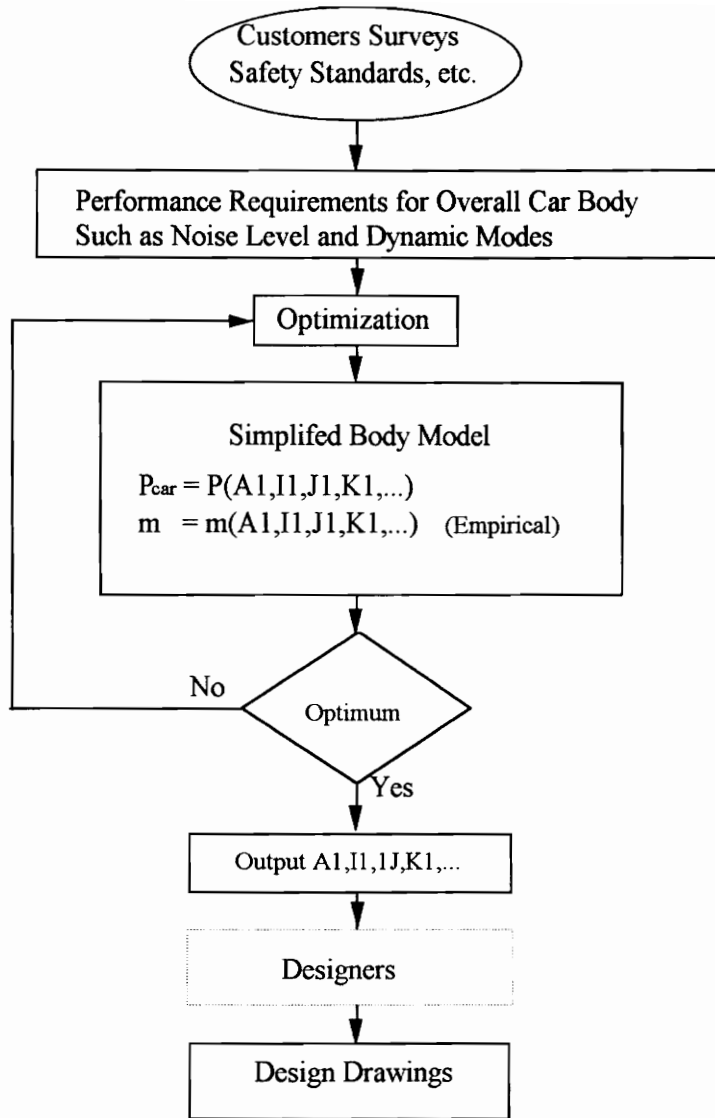 Customers Surveys
Safety Standards, etc.
Performance Requirements for Overall Car Body
Such as Noise Level and Dynamic Modes
Optimization
Simplifed Body Model
Pcar = P(A1,I1,J1,K1,...)
m = m(A1,I1,J1,K1,...) (Empirical)
No
Optimum
Yes
Output A1,I1,1J,K1,...
Designers
Design Drawings